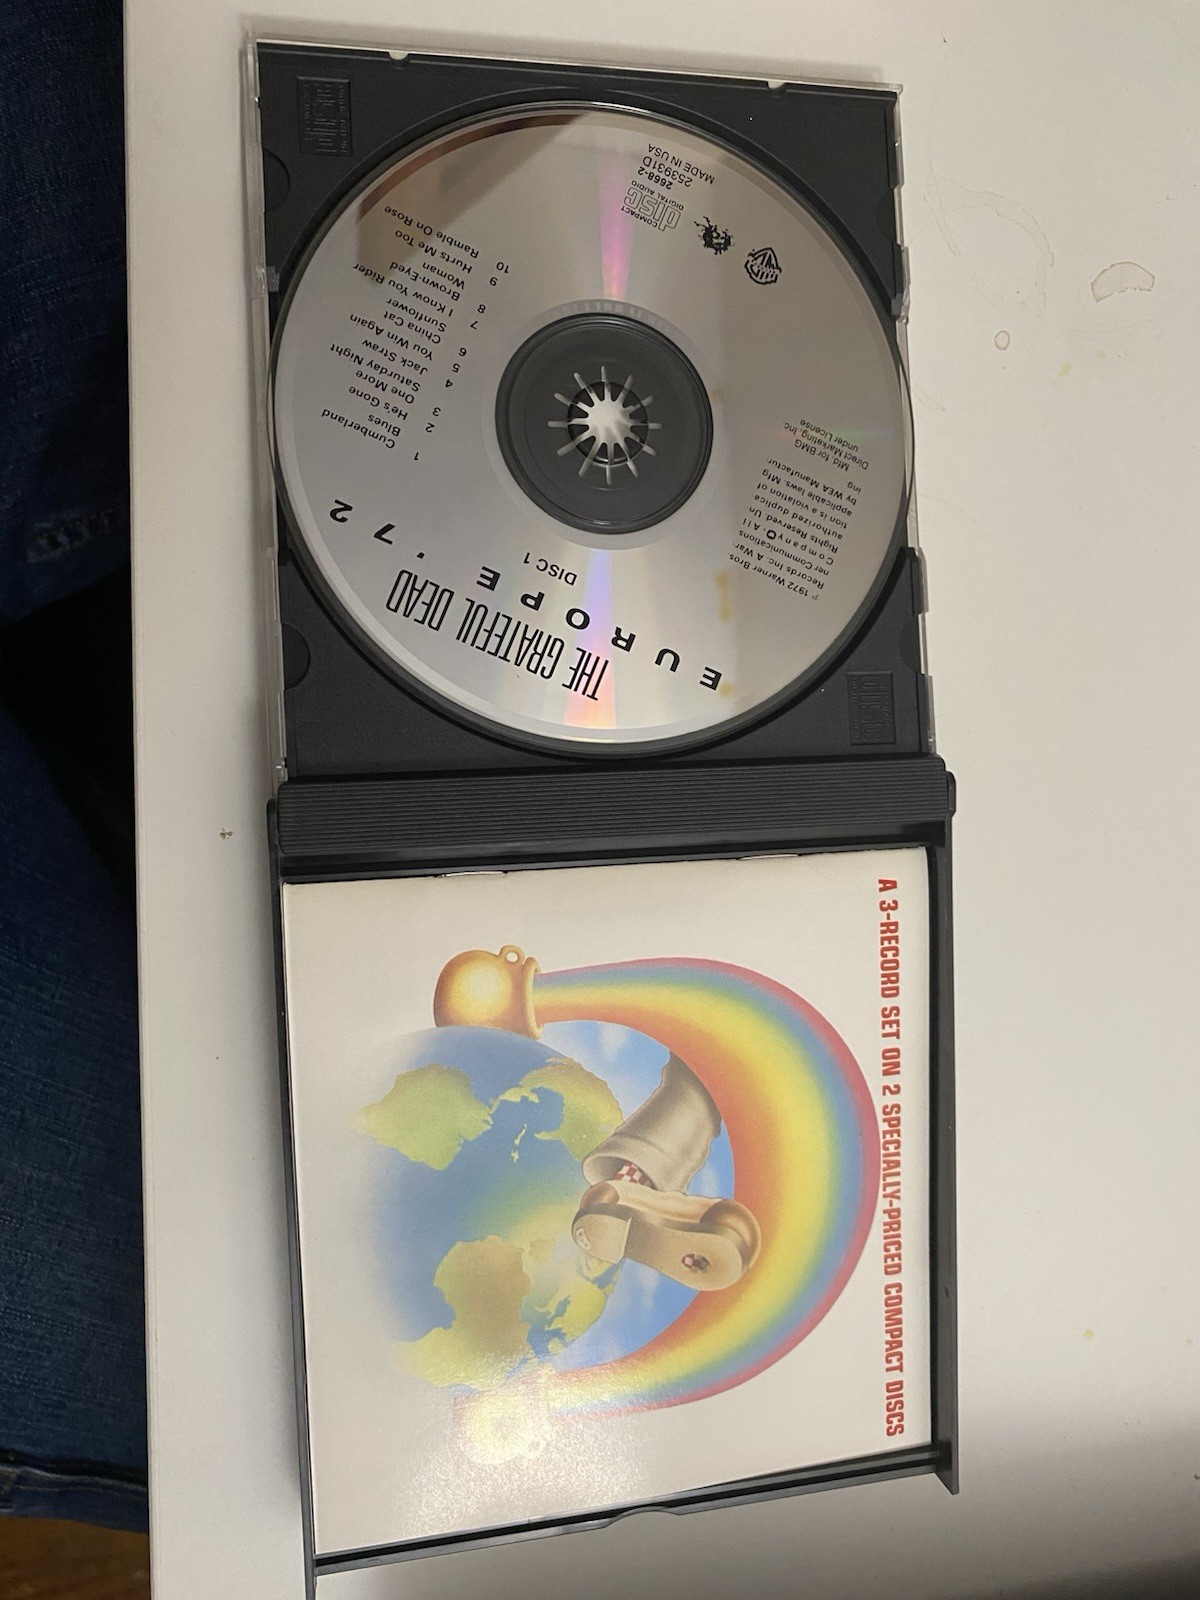 THE GRATEFUL DEAD
EUROPE '72
DISC 1
1 Cumberland
Blues
2 He's Gone
3 One More
Saturday Night
4 Jack Straw
5 You Win Again
6 China Cat
Sunflower
7 I Know You Rider
8 Brown-Eyed
Woman
9 Hurts Me Too
10 Ramble On Rose
℗ 1972 Warner Bros.
Records Inc. A War-
ner Communications
Company. All
Rights Reserved. Un
authorized duplica
tion is a violation of
applicable laws. Mfg
by WEA Manufactur
ing.
Mfd. for BMG
Direct Marketing, Inc.
under License
COMPACT
disc
DIGITAL AUDIO
2668-2
253931D
MADE IN USA
A 3-RECORD SET ON 2 SPECIALLY-PRICED COMPACT DISCS